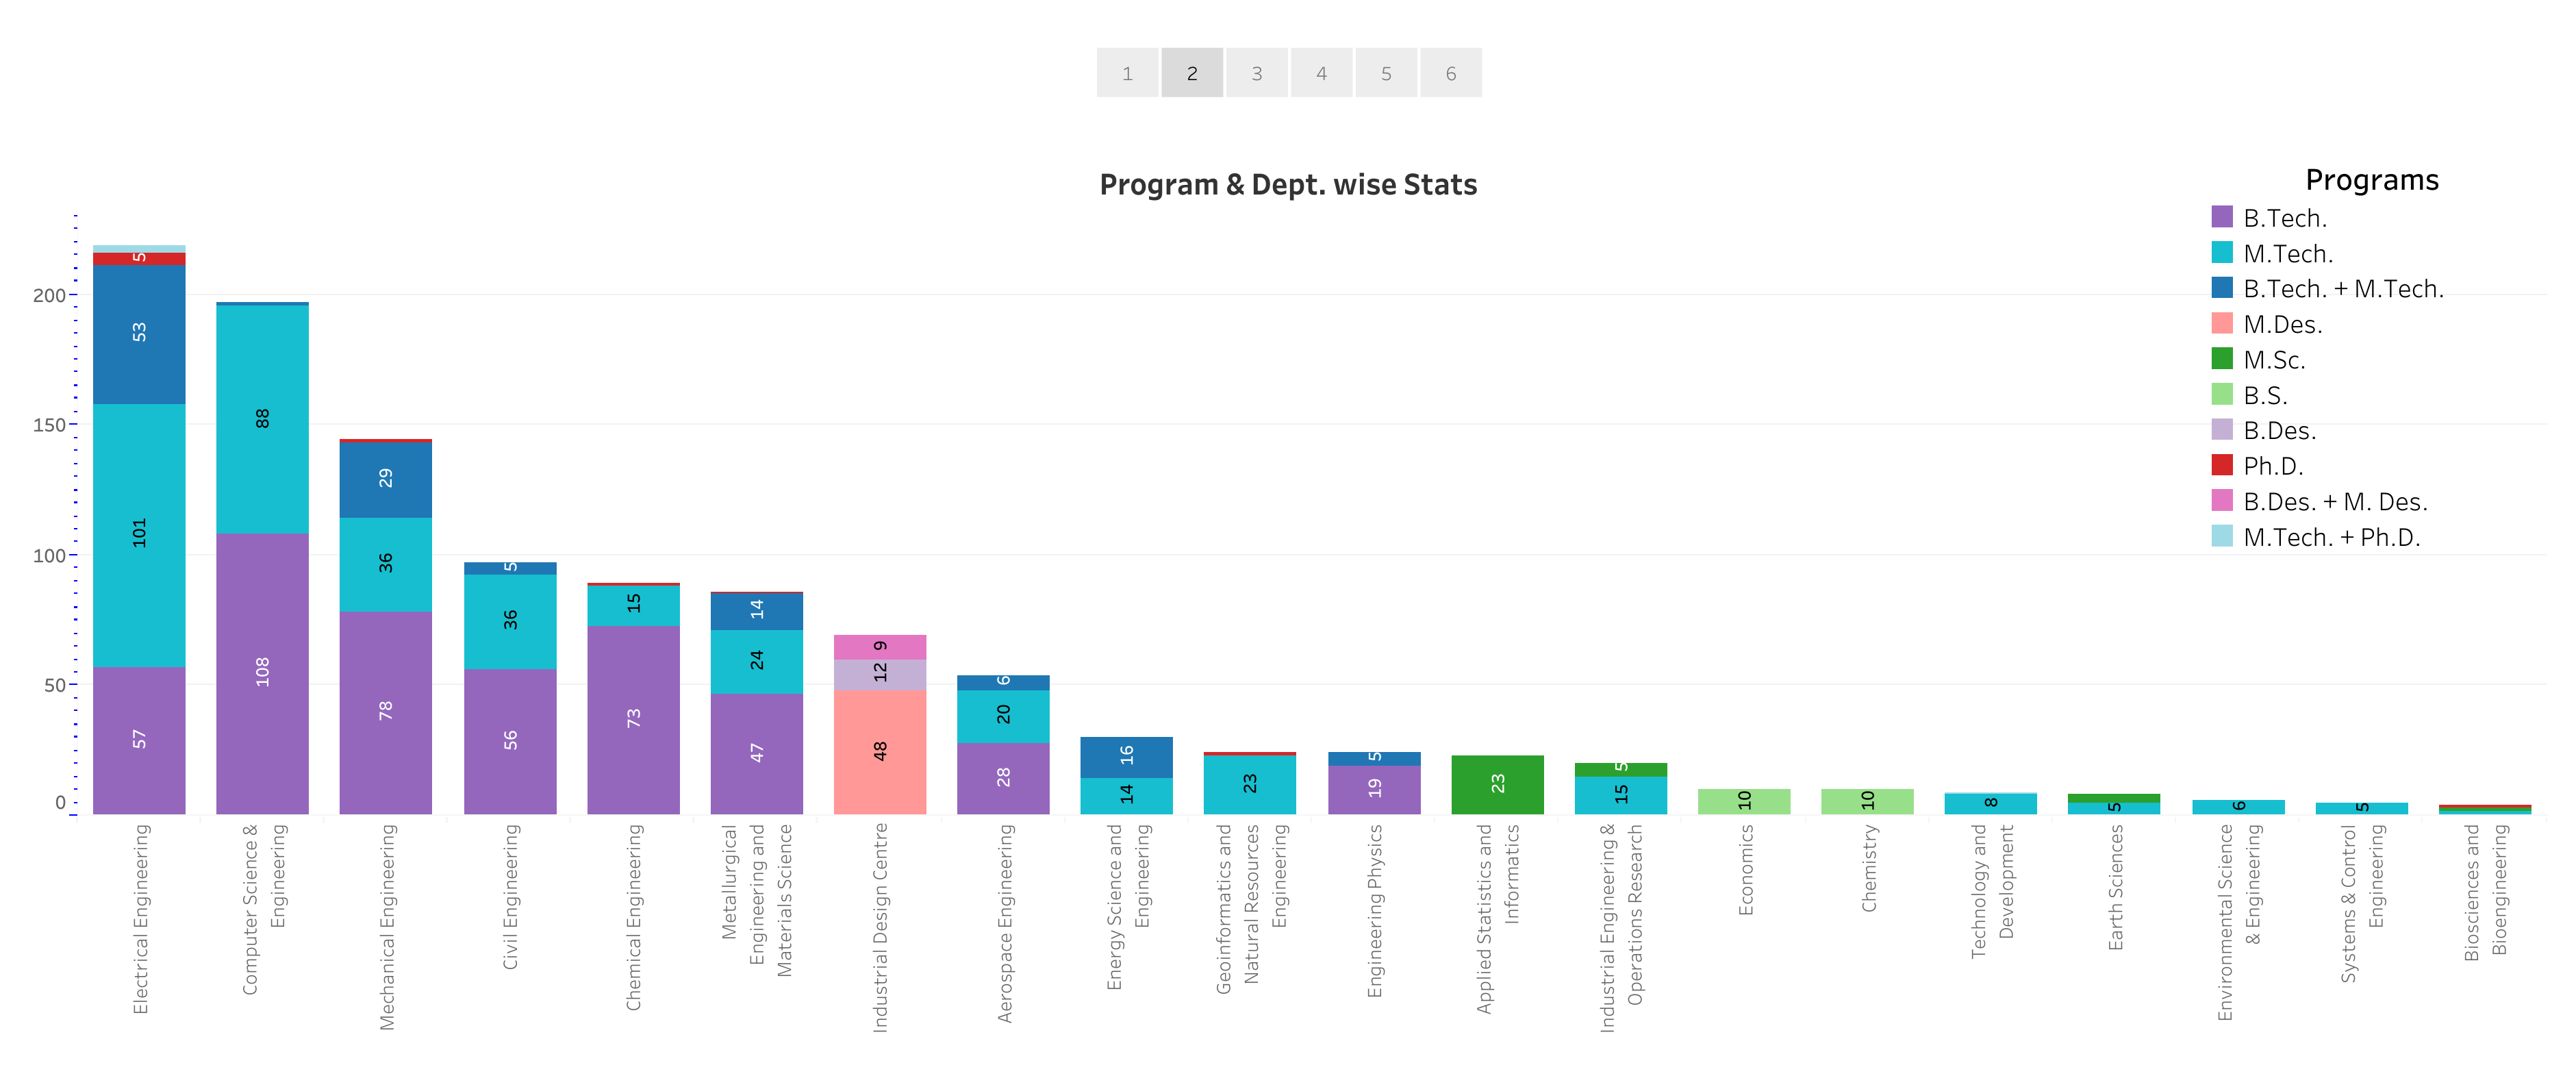 1 2 3 4 5 6
Program & Dept. wise Stats
Programs
B.Tech.
M.Tech.
B.Tech. + M.Tech.
M.Des.
M.Sc.
B.S.
B.Des.
Ph.D.
B.Des. + M. Des.
M.Tech. + Ph.D.
200
150
100
50
0
5
53
101
57
88
108
29
36
78
5
36
56
15
73
14
24
47
9
12
48
6
20
28
16
14
23
5
19
23
5
15
10
10
8
5
6
5
Electrical Engineering
Computer Science &
Engineering
Mechanical Engineering
Civil Engineering
Chemical Engineering
Metallurgical
Engineering and
Materials Science
Industrial Design Centre
Aerospace Engineering
Energy Science and
Engineering
Geoinformatics and
Natural Resources
Engineering
Engineering Physics
Applied Statistics and
Informatics
Industrial Engineering &
Operations Research
Economics
Chemistry
Technology and
Development
Earth Sciences
Environmental Science
& Engineering
Systems & Control
Engineering
Biosciences and
Bioengineering